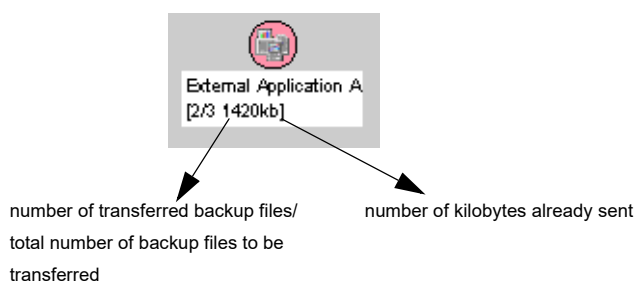 External Application A
[2/3 1420kb]
number of transferred backup files/
total number of backup files to be
transferred
number of kilobytes already sent